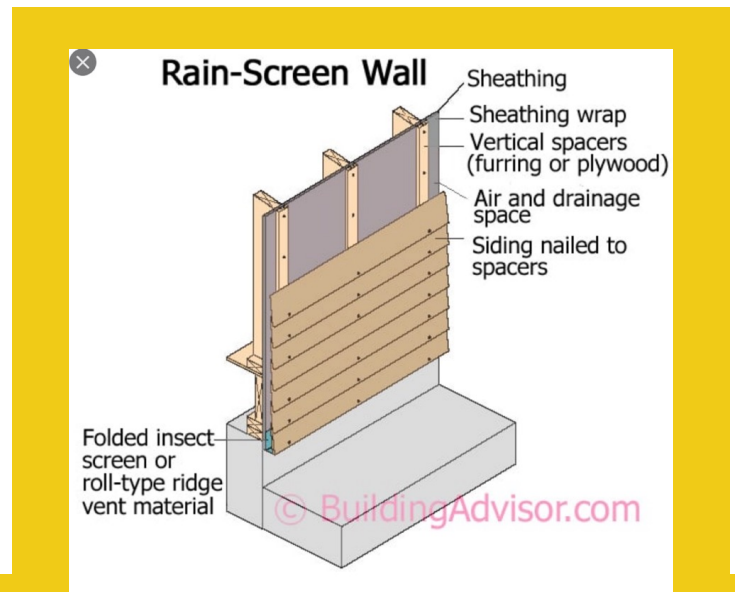 Rain-Screen Wall
Sheathing
Sheathing wrap
Vertical spacers
(furring or plywood)
Air and drainage
space
Siding nailed to
spacers
Folded insect
screen or
roll-type ridge
vent material
© BuildingAdvisor.com